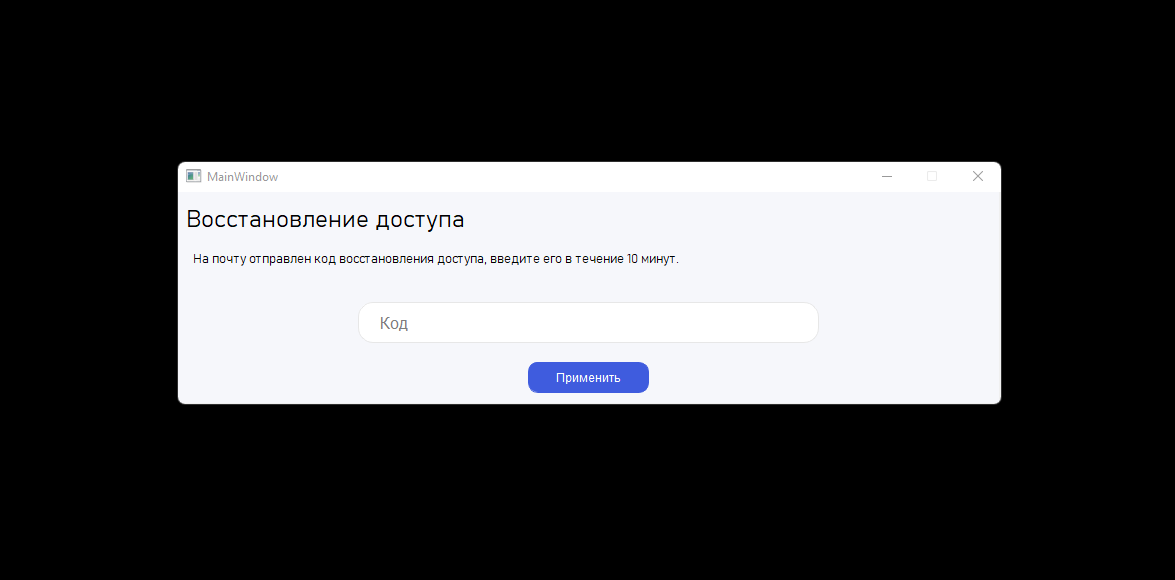 MainWindow
Восстановление доступа
На почту отправлен код восстановления доступа, введите его в течение 10 минут.
Код
Применить